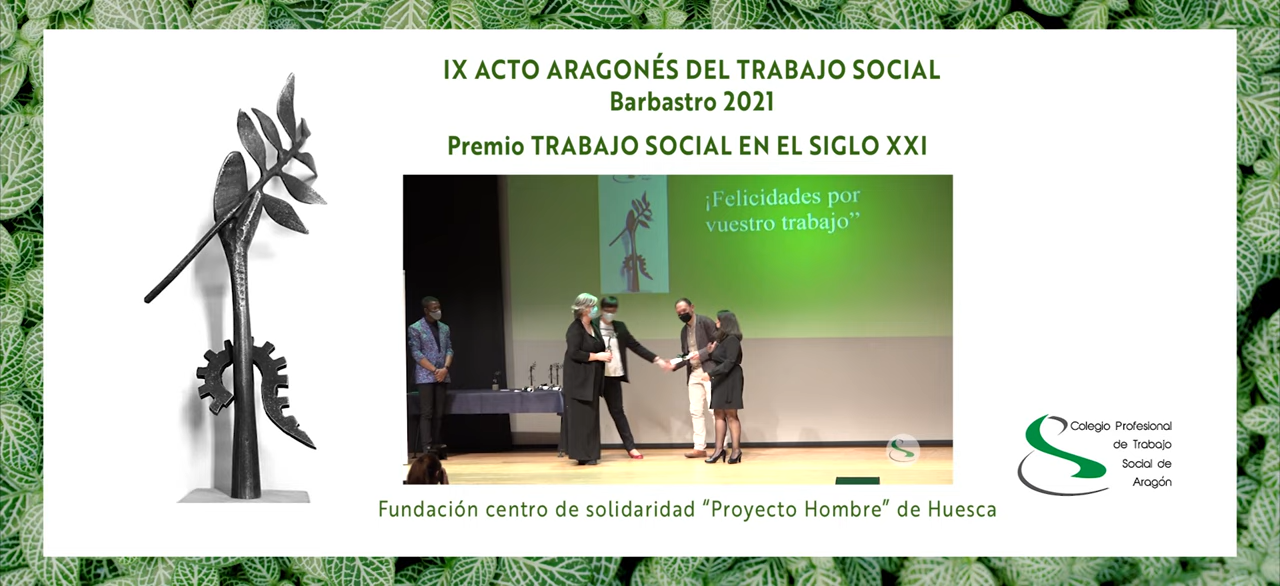 IX ACTO ARAGONÉS DEL TRABAJO SOCIAL
Barbastro 2021
Premio TRABAJO SOCIAL EN EL SIGLO XXI
¡Felicidades por
vuestro trabajo”
Colegio Profesional
de Trabajo
Social de
Aragón
Fundación centro de solidaridad “Proyecto Hombre” de Huesca